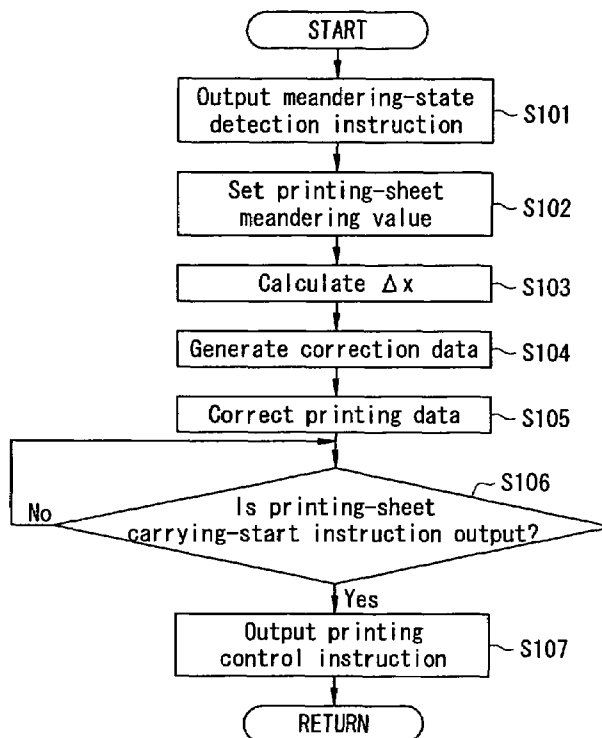 START
Output meandering-state
detection instruction
S101
Set printing-sheet
meandering value
S102
Calculate Δx
S103
Generate correction data
S104
Correct printing data
S105
S106
Is printing-sheet
carrying-start instruction output?
No
Yes
Output printing
control instruction
S107
RETURN